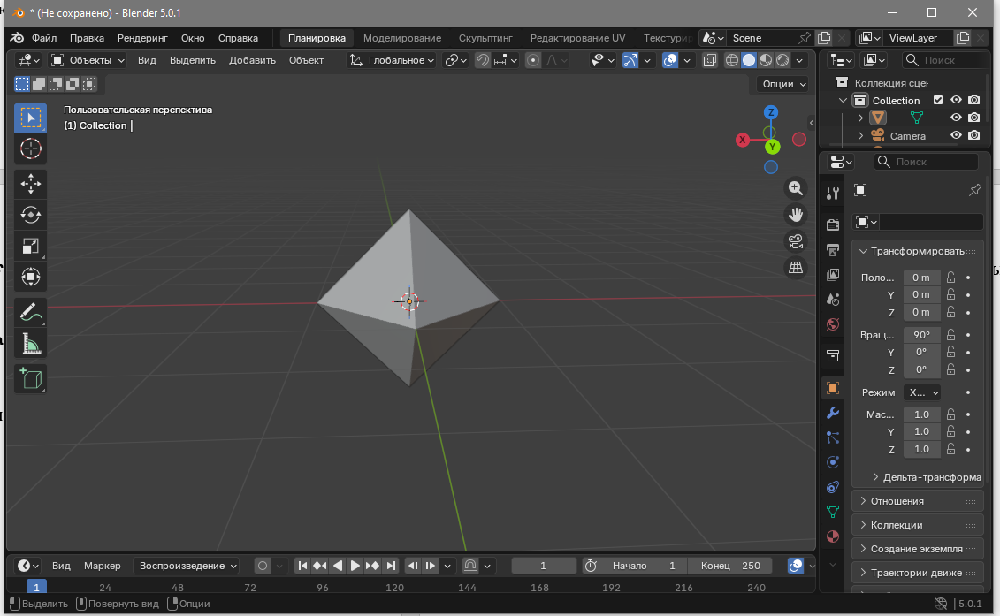 * (Не сохранено) - Blender 5.0.1
Файл Правка Рендеринг Окно Справка Планировка Моделирование Скульптинг Редактирование UV Текстурир Scene ViewLayer
Объекты Вид Выделить Добавить Объект Глобальное Поиск
Опции
Коллекция сцен
Collection
Camera
Пользовательская перспектива
(1) Collection |
Z
X
Y
Поиск
Трансформировать
Поло... 0 m
Y 0 m
Z 0 m
Вращ... 90°
Y 0°
Z 0°
Режим X...
Мас... 1.0
Y 1.0
Z 1.0
Дельта-трансформа
Отношения
Коллекции
Создание экземпля
Траектории движе
Вид Маркер Воспроизведение 1 Начало 1 Конец 250
1 24 48 72 96 120 144 168 192 216 240
Выделить Повернуть вид Опции 5.0.1